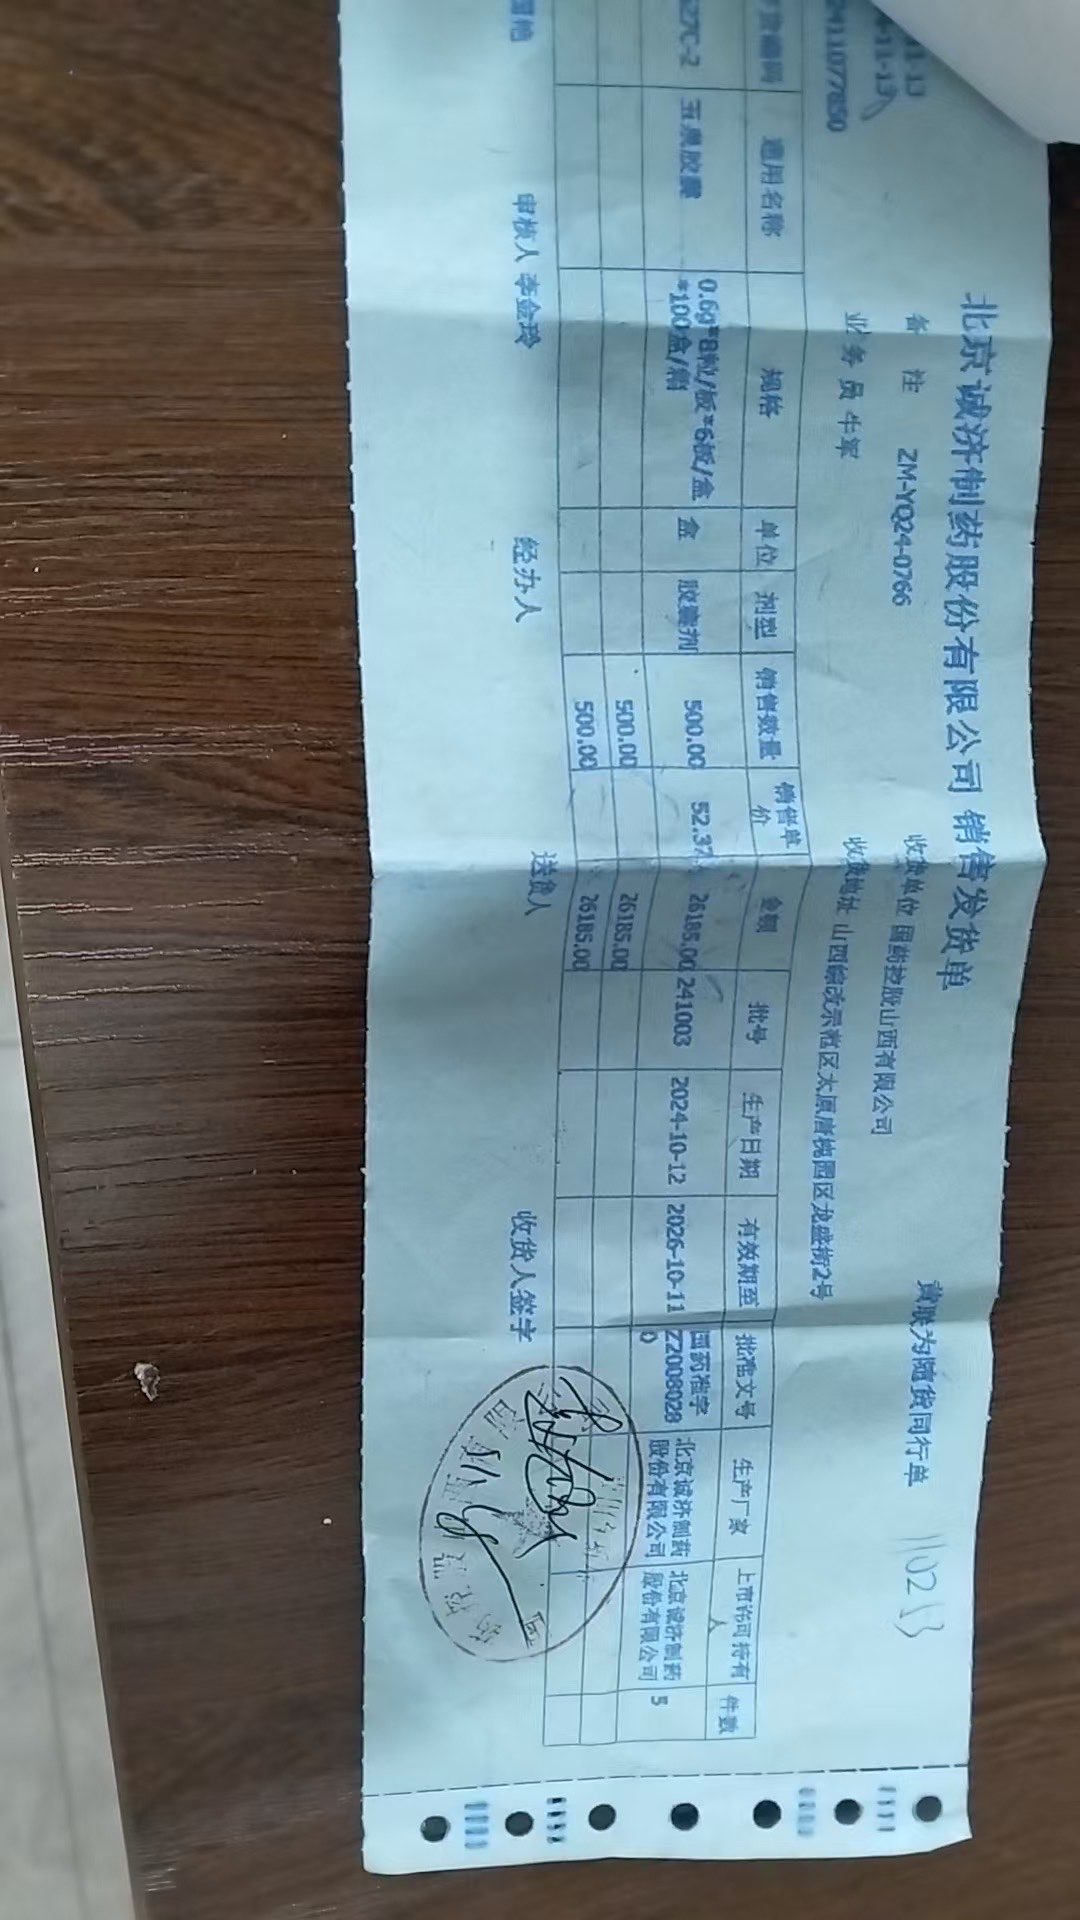 北京诚济制药股份有限公司 销售发货单
黄联为随货同行单
110253
11-13
-11-13
备 注 ZM-YQ24-0766
收货单位 国药控股山西有限公司
2411077850
业务员 牛军
收货地址 山西综改示范区太原唐槐园区龙盛街2号
通用名称 规格 单位 剂型 销售数量 销售单价 金额 批号 生产日期 有效期至 批准文号 生产厂家 上市许可持有人 件数
027C-2 玉泉胶囊 0.6g*8粒/板*6板/盒*100盒/箱 盒 胶囊剂 500.00 52.37 26185.00 241003 2024-10-12 2026-10-11 国药准字Z20080280 北京诚济制药股份有限公司 北京诚济制药股份有限公司 5
500.00 26185.00
500.00 26185.00
审核人 李金玲 经办人 送货人 收货人签字